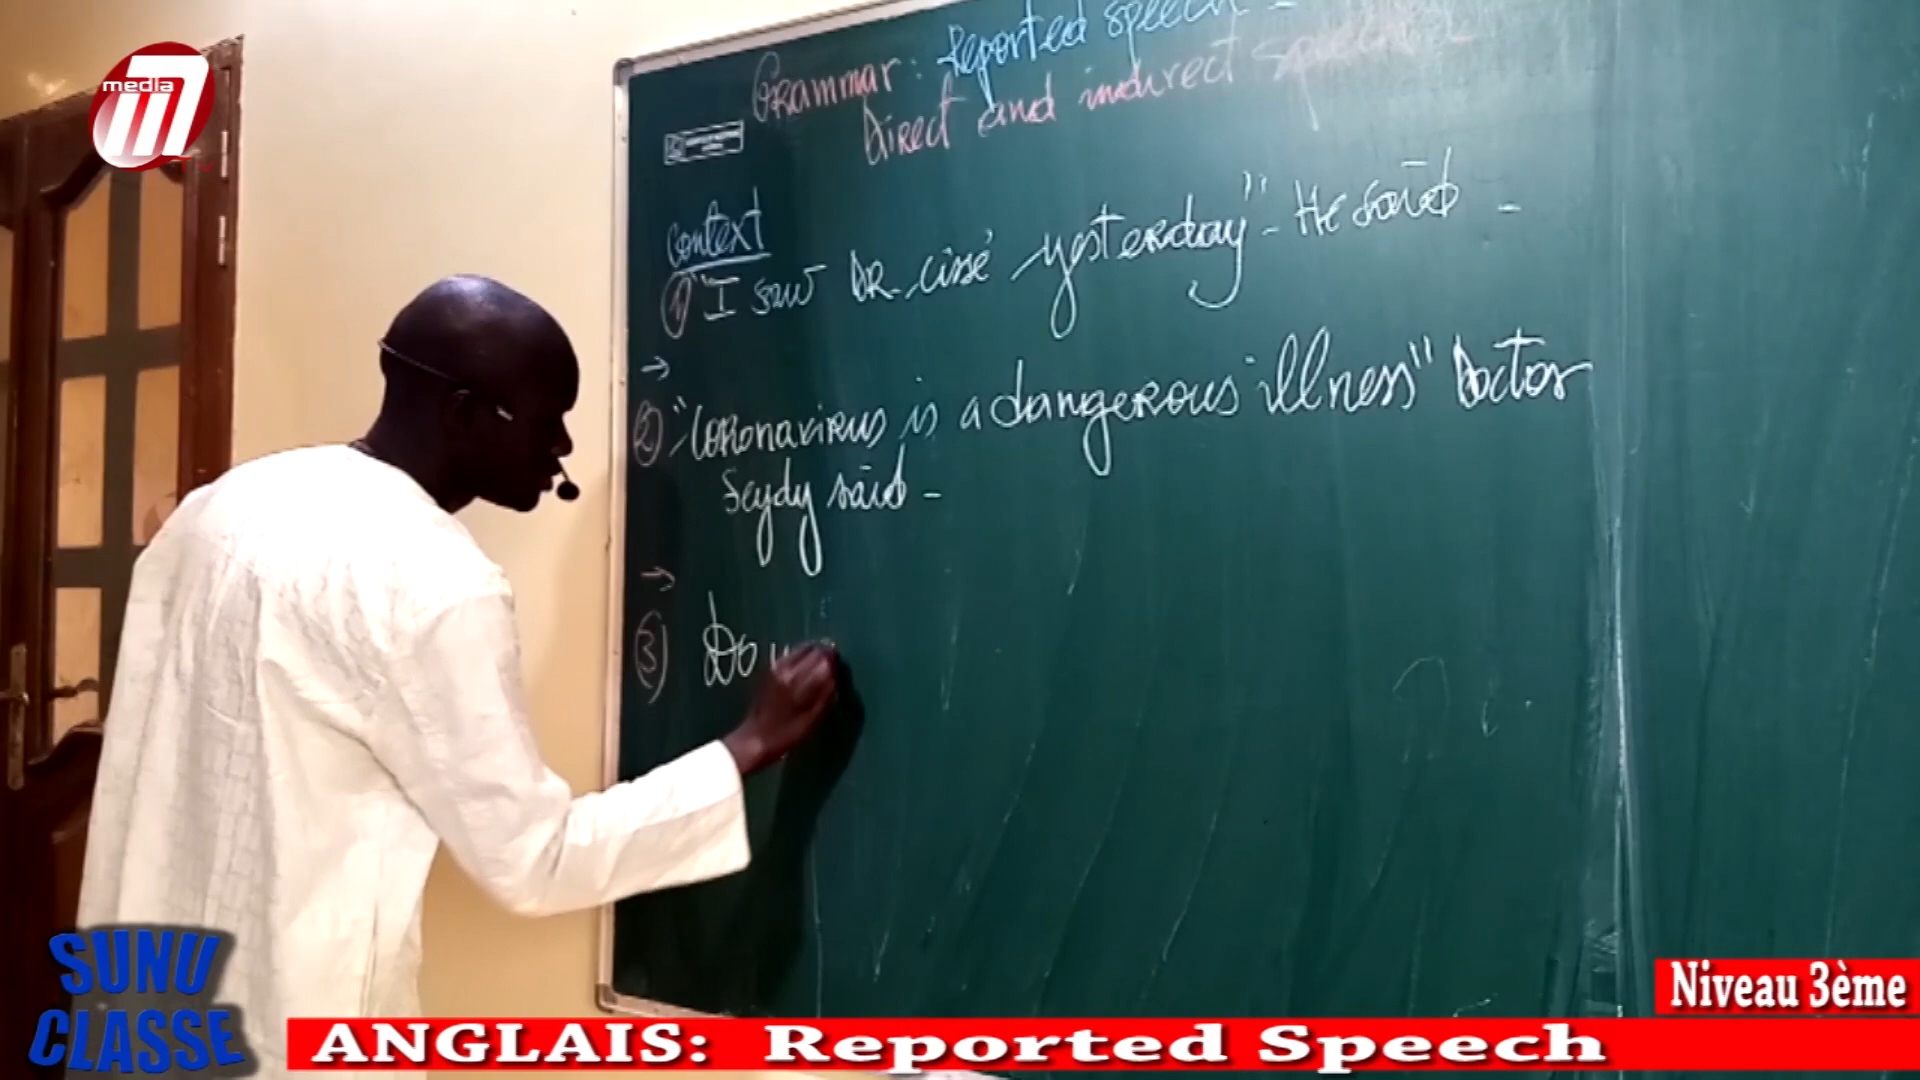 media
TV
Grammar: Reported speech -
Direct and indirect speech
Context
1) "I saw DR. Cissé yesterday" - He said -
→
2) "Coronavirus is a dangerous illness" Doctor
Seydy said -
→
3) Do
SUNU
CLASSE
Niveau 3ème
ANGLAIS: Reported Speech